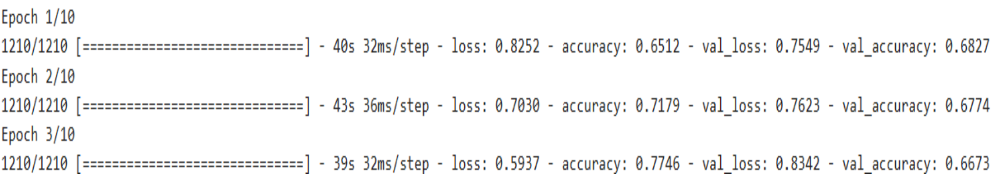 Epoch 1/10
1210/1210 [==============================] - 40s 32ms/step - loss: 0.8252 - accuracy: 0.6512 - val_loss: 0.7549 - val_accuracy: 0.6827
Epoch 2/10
1210/1210 [==============================] - 43s 36ms/step - loss: 0.7030 - accuracy: 0.7179 - val_loss: 0.7623 - val_accuracy: 0.6774
Epoch 3/10
1210/1210 [==============================] - 39s 32ms/step - loss: 0.5937 - accuracy: 0.7746 - val_loss: 0.8342 - val_accuracy: 0.6673